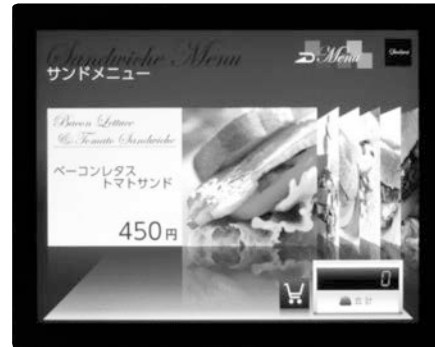 Sandwiche Menu
サンドメニュー
Menu
Bacon Lettuce
& Tomato Sandwiche
ベーコンレタス
トマトサンド
450円
0
合計